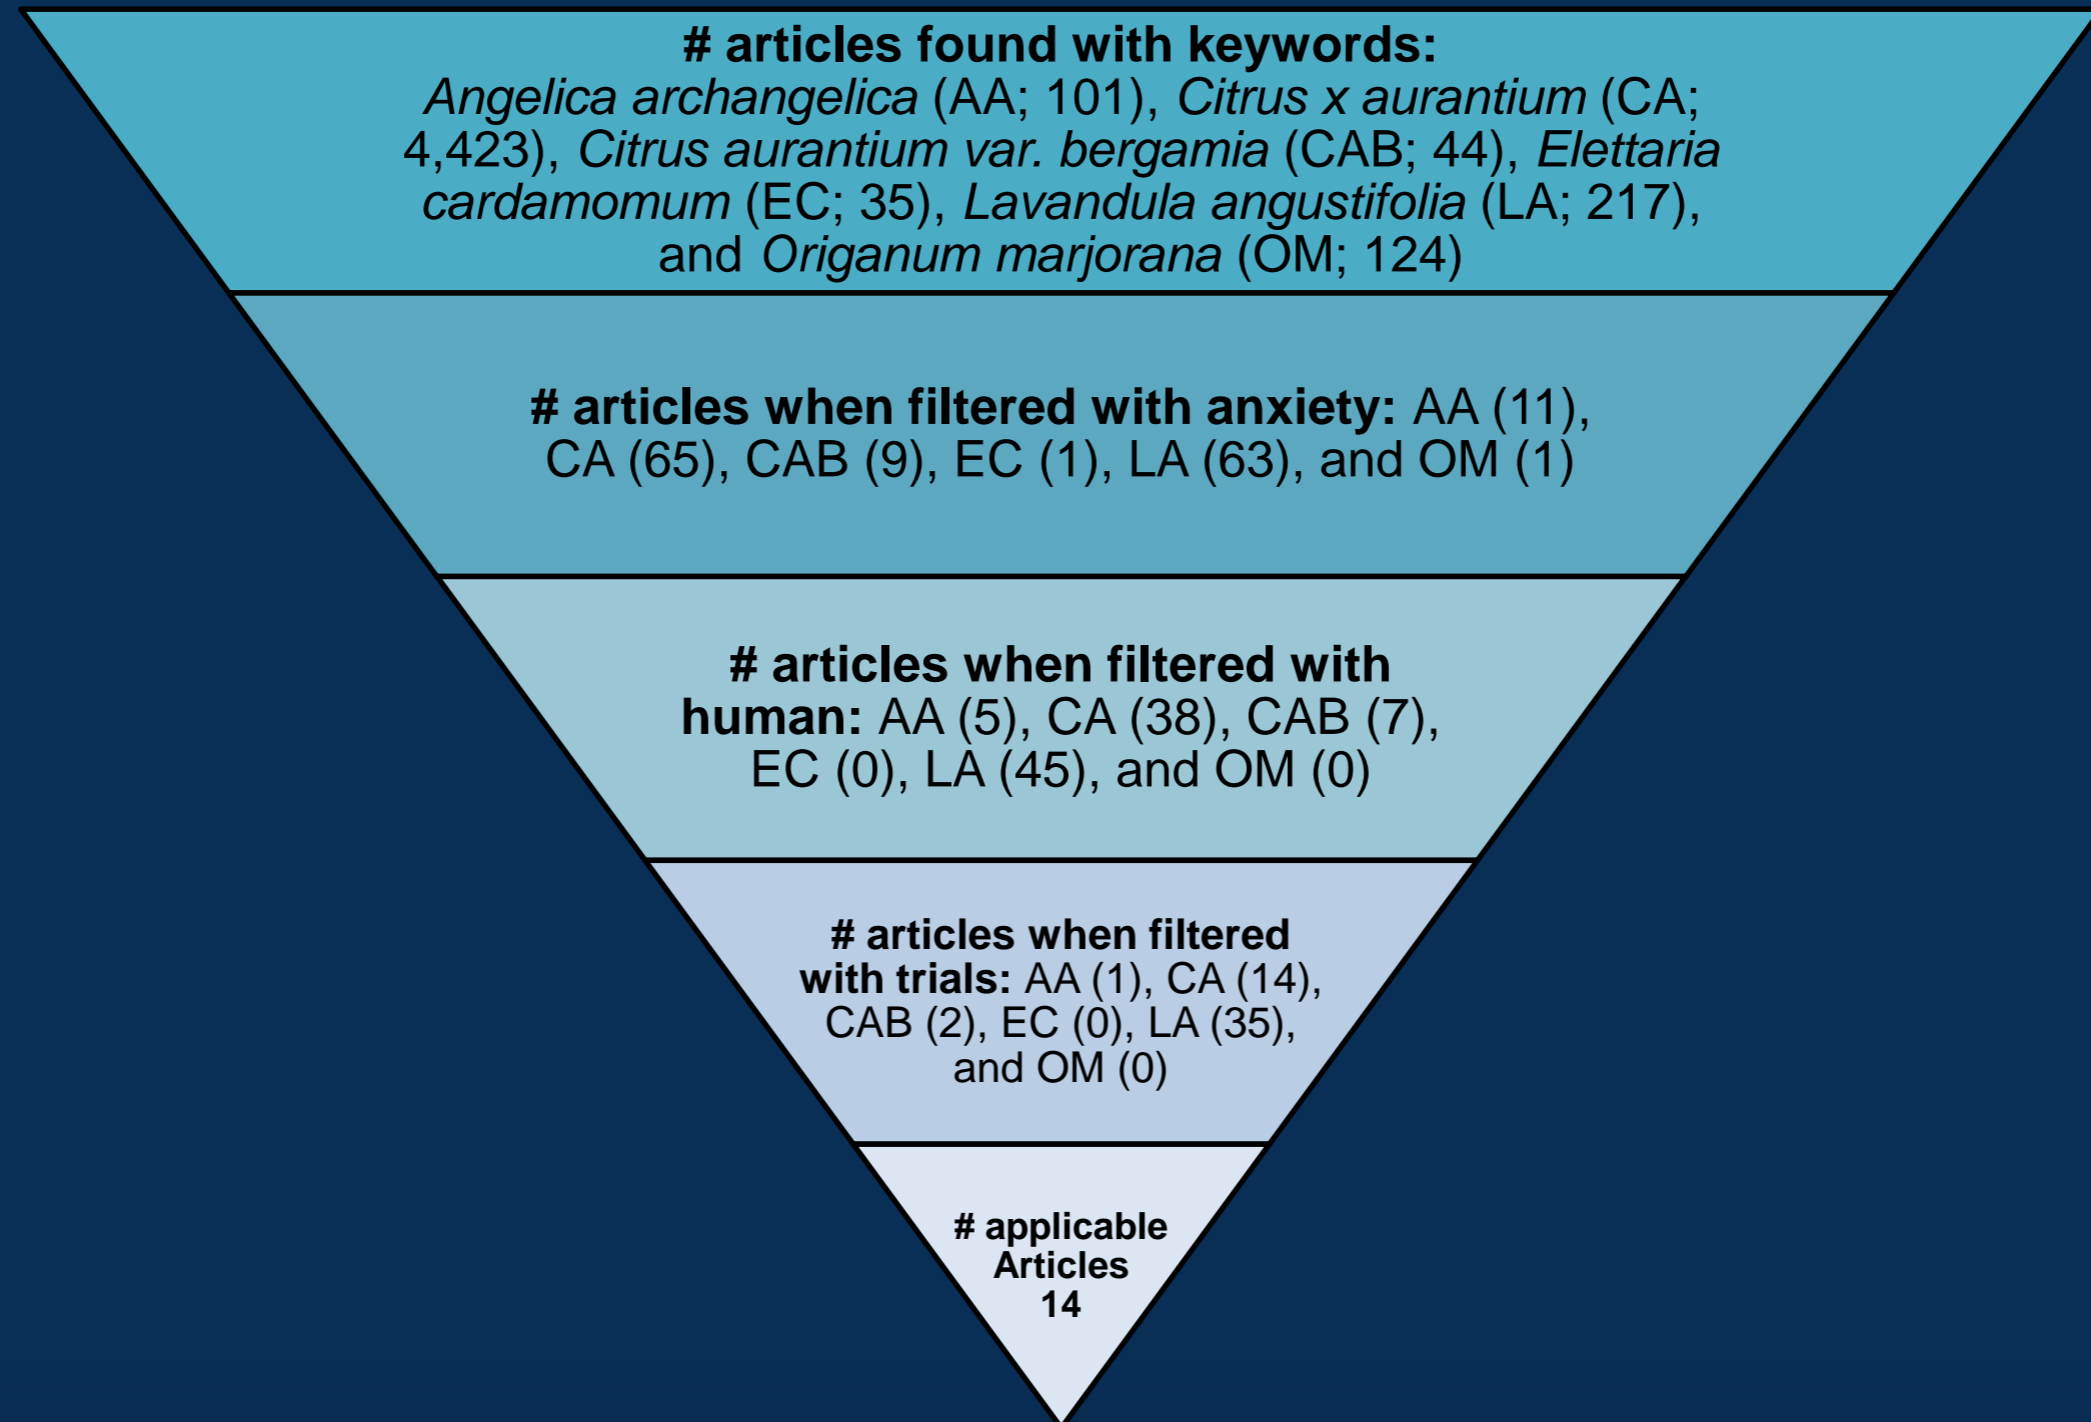 # articles found with keywords:
Angelica archangelica (AA; 101), Citrus x aurantium (CA;
4,423), Citrus aurantium var. bergamia (CAB; 44), Elettaria
cardamomum (EC; 35), Lavandula angustifolia (LA; 217),
and Origanum marjorana (OM; 124)
# articles when filtered with anxiety: AA (11),
CA (65), CAB (9), EC (1), LA (63), and OM (1)
# articles when filtered with
human: AA (5), CA (38), CAB (7),
EC (0), LA (45), and OM (0)
# articles when filtered
with trials: AA (1), CA (14),
CAB (2), EC (0), LA (35),
and OM (0)
# applicable
Articles
14